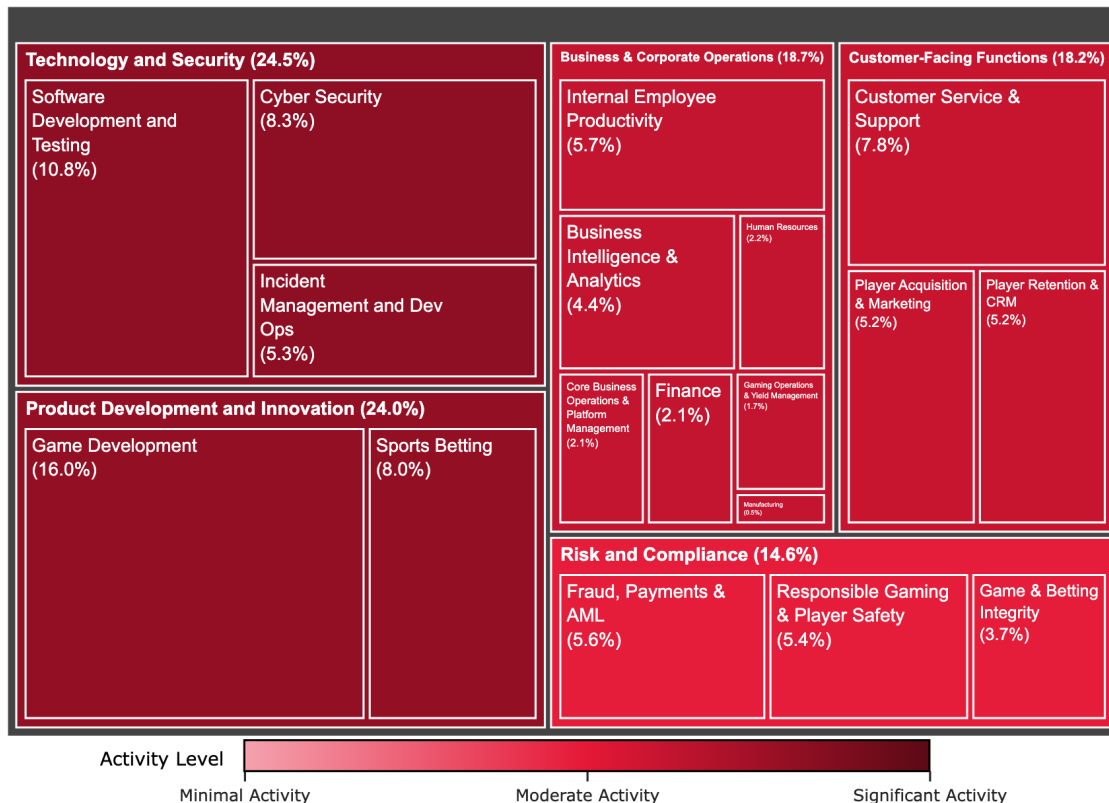 Technology and Security (24.5%)
Software
Development and
Testing
(10.8%)
Cyber Security
(8.3%)
Incident
Management and Dev
Ops
(5.3%)
Product Development and Innovation (24.0%)
Game Development
(16.0%)
Sports Betting
(8.0%)
Business & Corporate Operations (18.7%)
Internal Employee
Productivity
(5.7%)
Business
Intelligence &
Analytics
(4.4%)
Human Resources
(2.2%)
Core Business
Operations &
Platform
Management
(2.1%)
Finance
(2.1%)
Gaming Operations
& Yield Management
(1.7%)
Manufacturing
(0.5%)
Customer-Facing Functions (18.2%)
Customer Service &
Support
(7.8%)
Player Acquisition
& Marketing
(5.2%)
Player Retention &
CRM
(5.2%)
Risk and Compliance (14.6%)
Fraud, Payments &
AML
(5.6%)
Responsible Gaming
& Player Safety
(5.4%)
Game & Betting
Integrity
(3.7%)
Activity Level
Minimal Activity
Moderate Activity
Significant Activity